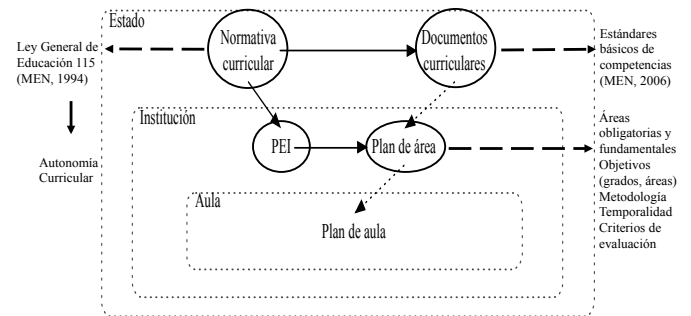 Estado
Ley General de
Educación 115
(MEN, 1994)
Normativa
curricular
Documentos
curriculares
Estándares
básicos de
competencias
(MEN, 2006)
Autonomía
Curricular
Institución
PEI
Plan de área
Áreas
obligatorias y
fundamentales
Objetivos
(grados, áreas)
Metodología
Temporalidad
Criterios de
evaluación
Aula
Plan de aula